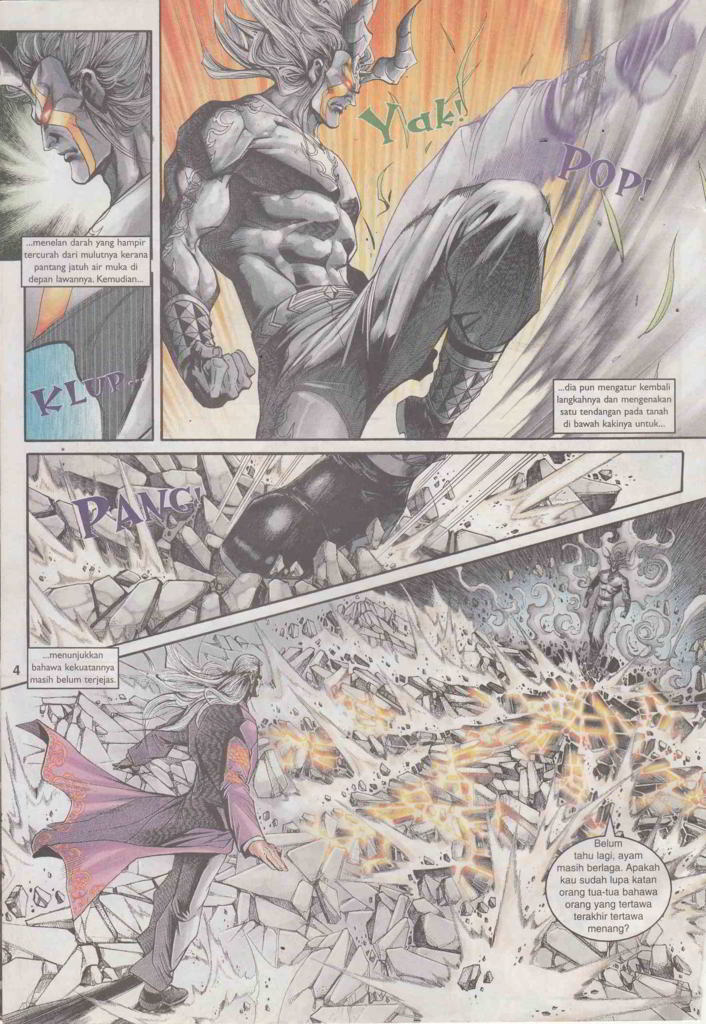 ...menelan darah yang hampir
tercurah dari mulutnya kerana
pantang jatuh air muka di
depan lawannya. Kemudian...
KLUP...
Yak!
POP!
...dia pun mengatur kembali
langkahnya dan mengenakan
satu tendangan pada tanah
di bawah kakinya untuk...
PANG!
...menunjukkan
bahawa kekuatannya
masih belum terjejas.
4
Belum
tahu lagi, ayam
masih berlaga. Apakah
kau sudah lupa katan
orang tua-tua bahawa
orang yang tertawa
terakhir tertawa
menang?